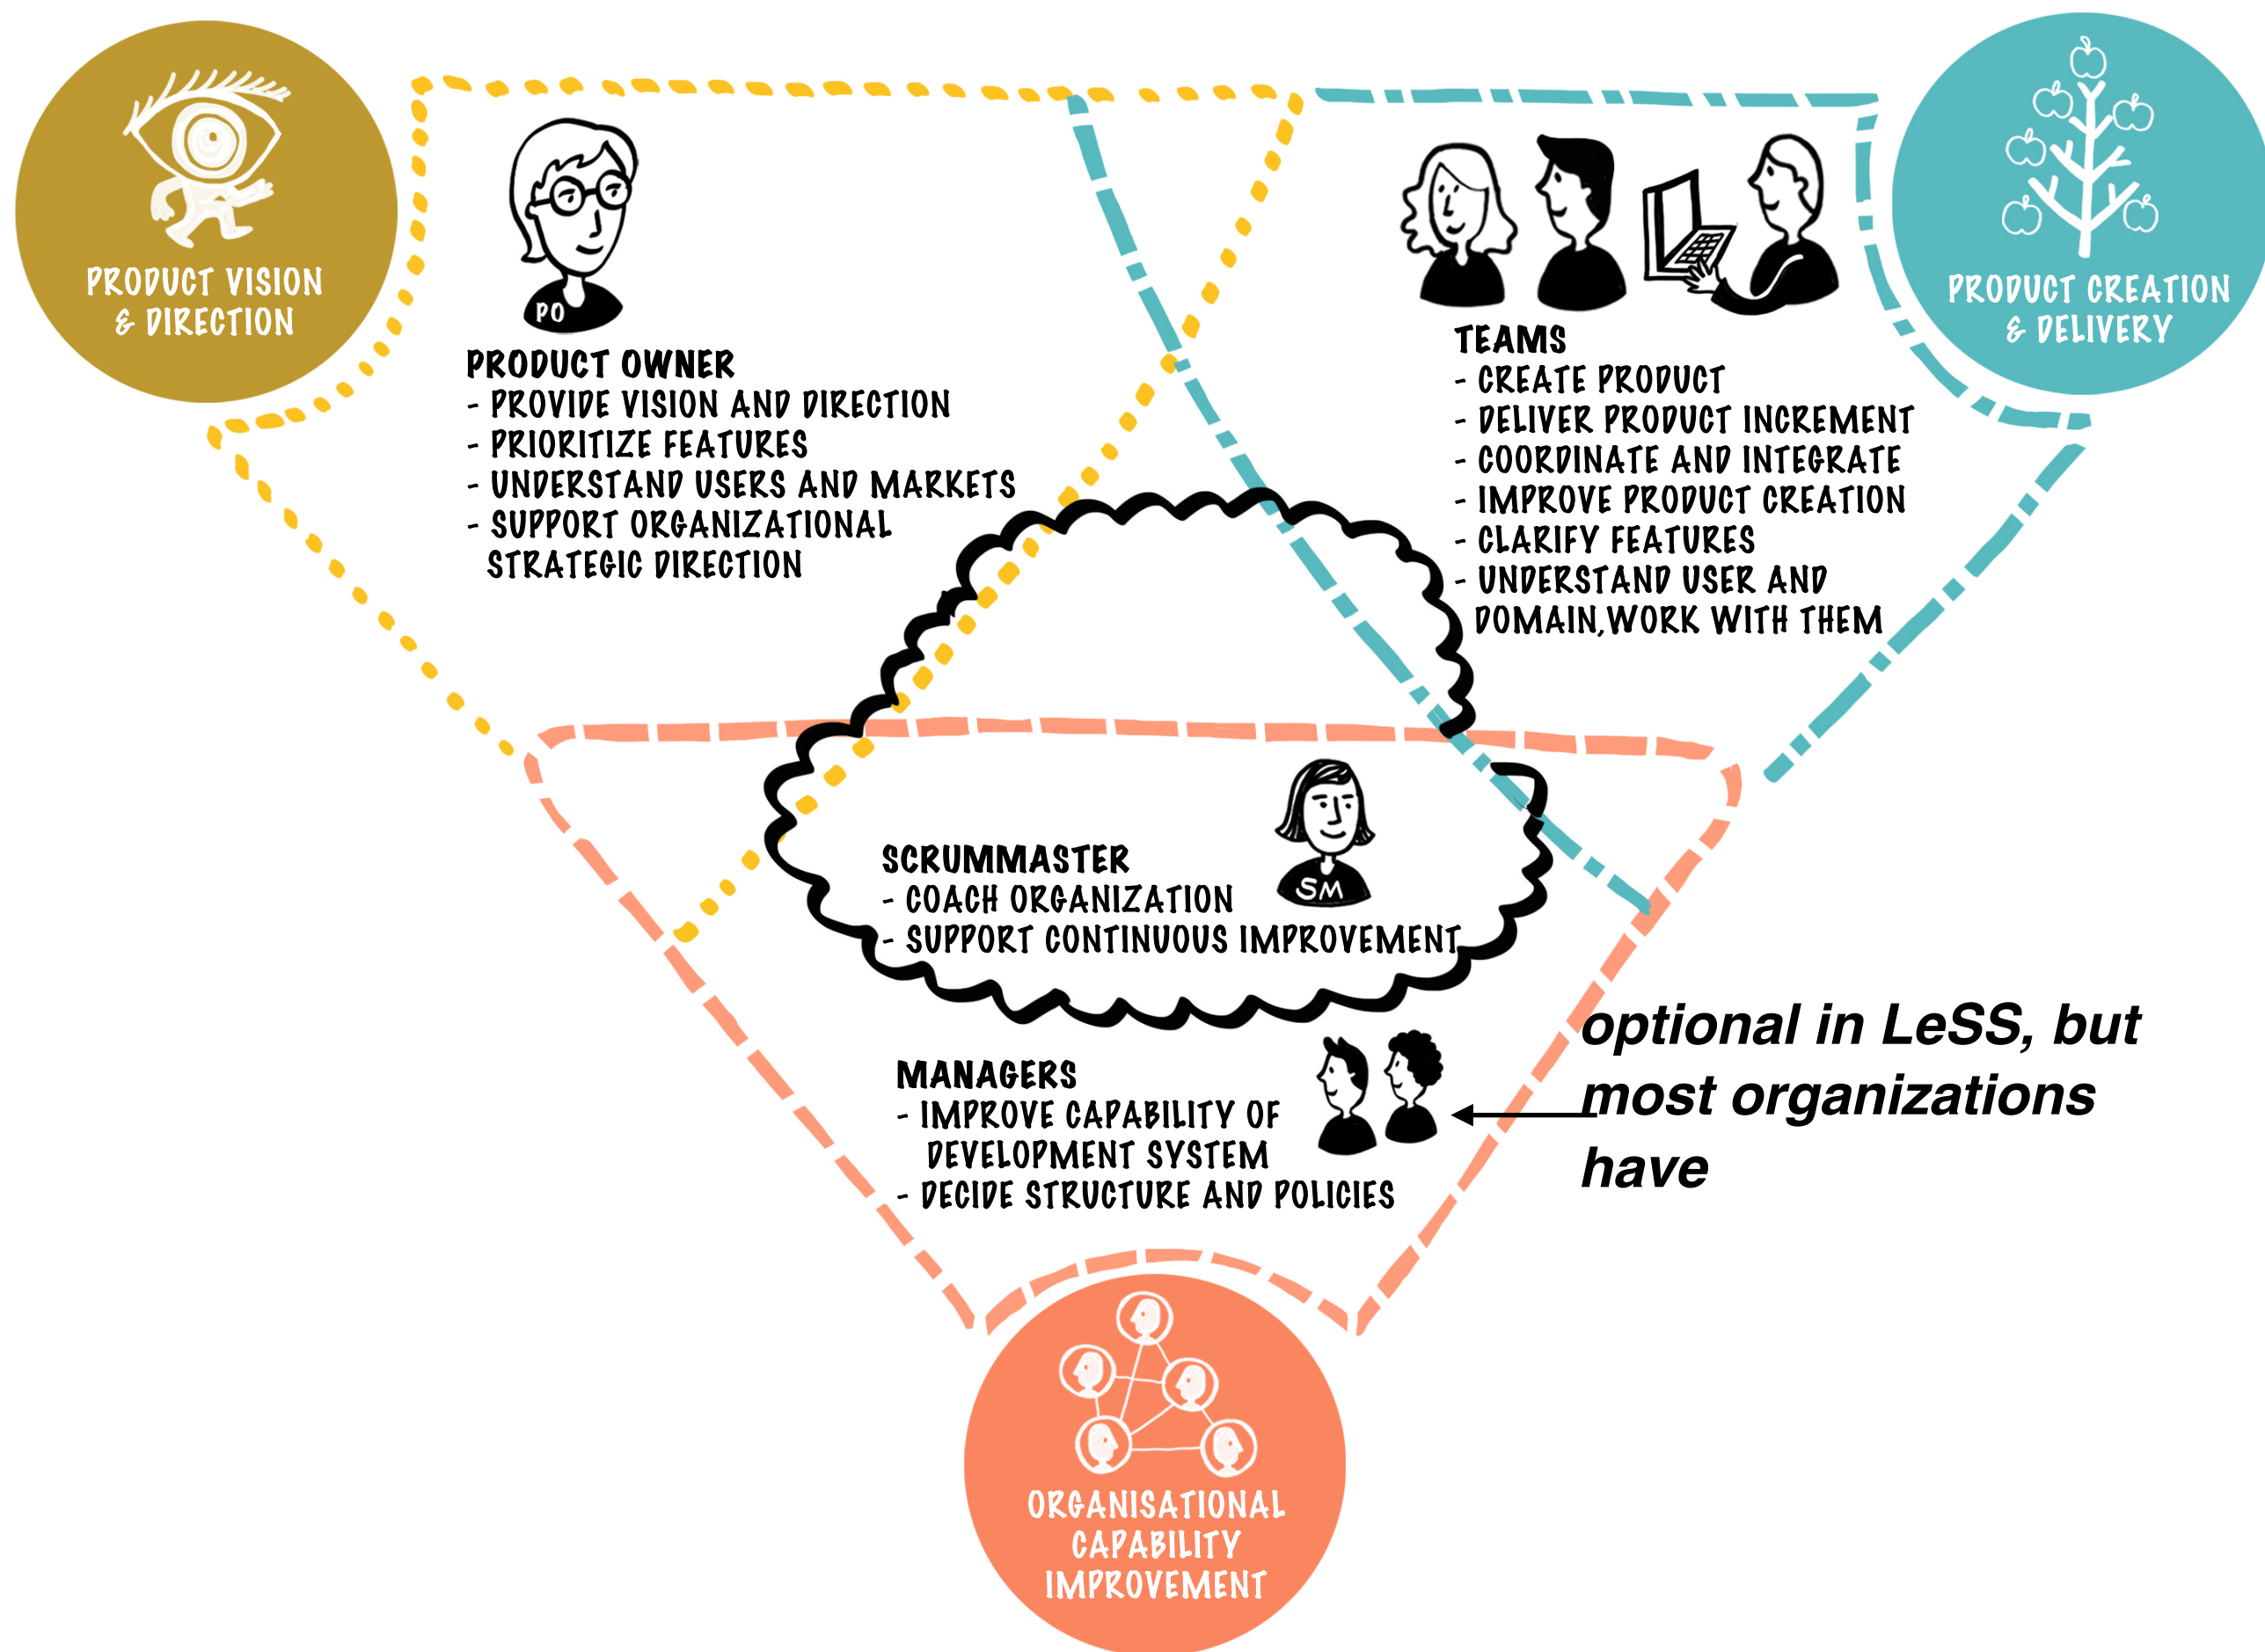 PRODUCT VISION
& DIRECTION
PO
PRODUCT OWNER
- PROVIDE VISION AND DIRECTION
- PRIORITIZE FEATURES
- UNDERSTAND USERS AND MARKETS
- SUPPORT ORGANIZATIONAL
STRATEGIC DIRECTION
TEAMS
- CREATE PRODUCT
- DELIVER PRODUCT INCREMENT
- COORDINATE AND INTEGRATE
- IMPROVE PRODUCT CREATION
- CLARIFY FEATURES
- UNDERSTAND USER AND
DOMAIN,WORK WITH THEM
PRODUCT CREATION
& DELIVERY
SCRUMMASTER
- COACH ORGANIZATION
- SUPPORT CONTINUOUS IMPROVEMENT
SM
MANAGERS
- IMPROVE CAPABILITY OF
DEVELOPMENT SYSTEM
- DECIDE STRUCTURE AND POLICIES
optional in LeSS, but
most organizations
have
ORGANISATIONAL
CAPABILITY
IMPROVEMENT